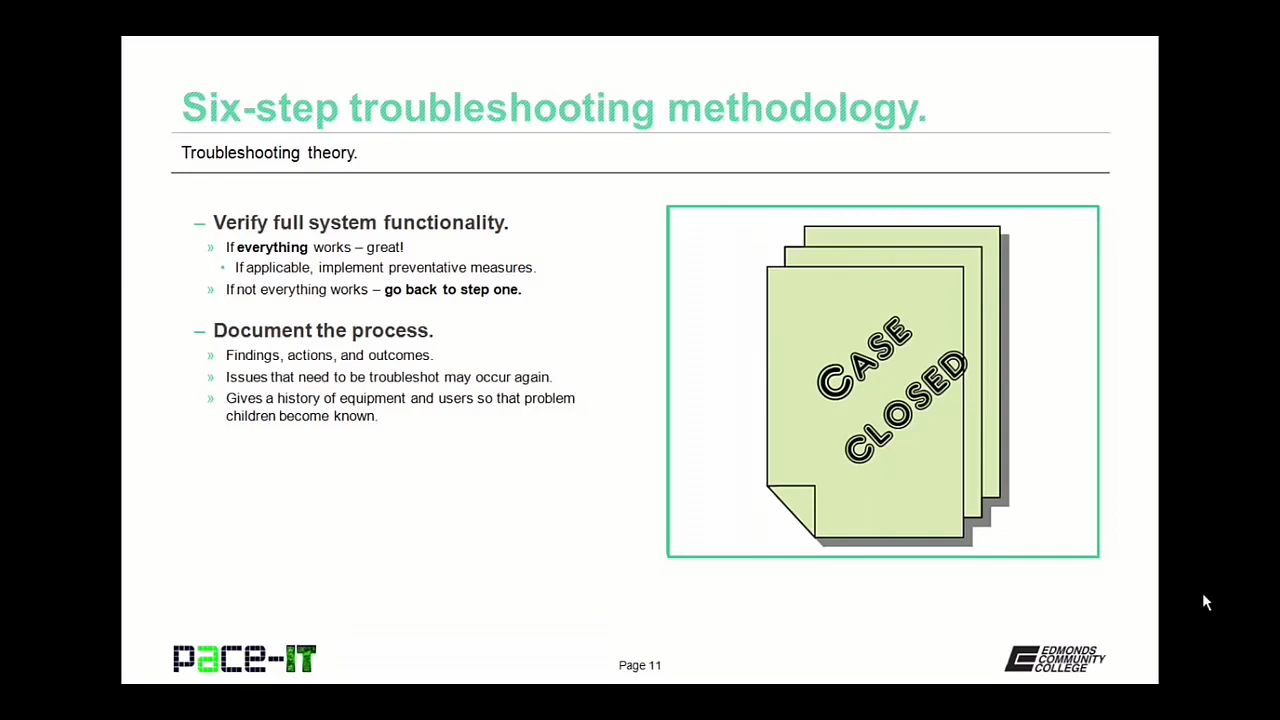 Six-step troubleshooting methodology.
Troubleshooting theory.
– Verify full system functionality.
» If everything works – great!
• If applicable, implement preventative measures.
» If not everything works – go back to step one.
– Document the process.
» Findings, actions, and outcomes.
» Issues that need to be troubleshot may occur again.
» Gives a history of equipment and users so that problem
children become known.
CASE
CLOSED
pace-IT
Page 11
EDMONDS
COMMUNITY
COLLEGE